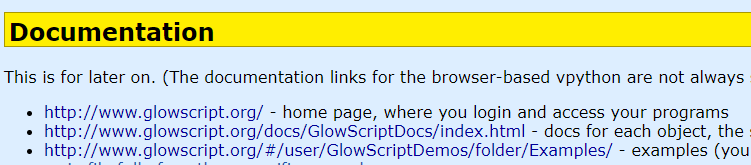 Documentation
This is for later on. (The documentation links for the browser-based vpython are not always
http://www.glowscript.org/ - home page, where you login and access your programs
http://www.glowscript.org/docs/GlowScriptDocs/index.html - docs for each object, the
http://www.glowscript.org/#/user/GlowScriptDemos/folder/Examples/ - examples (you